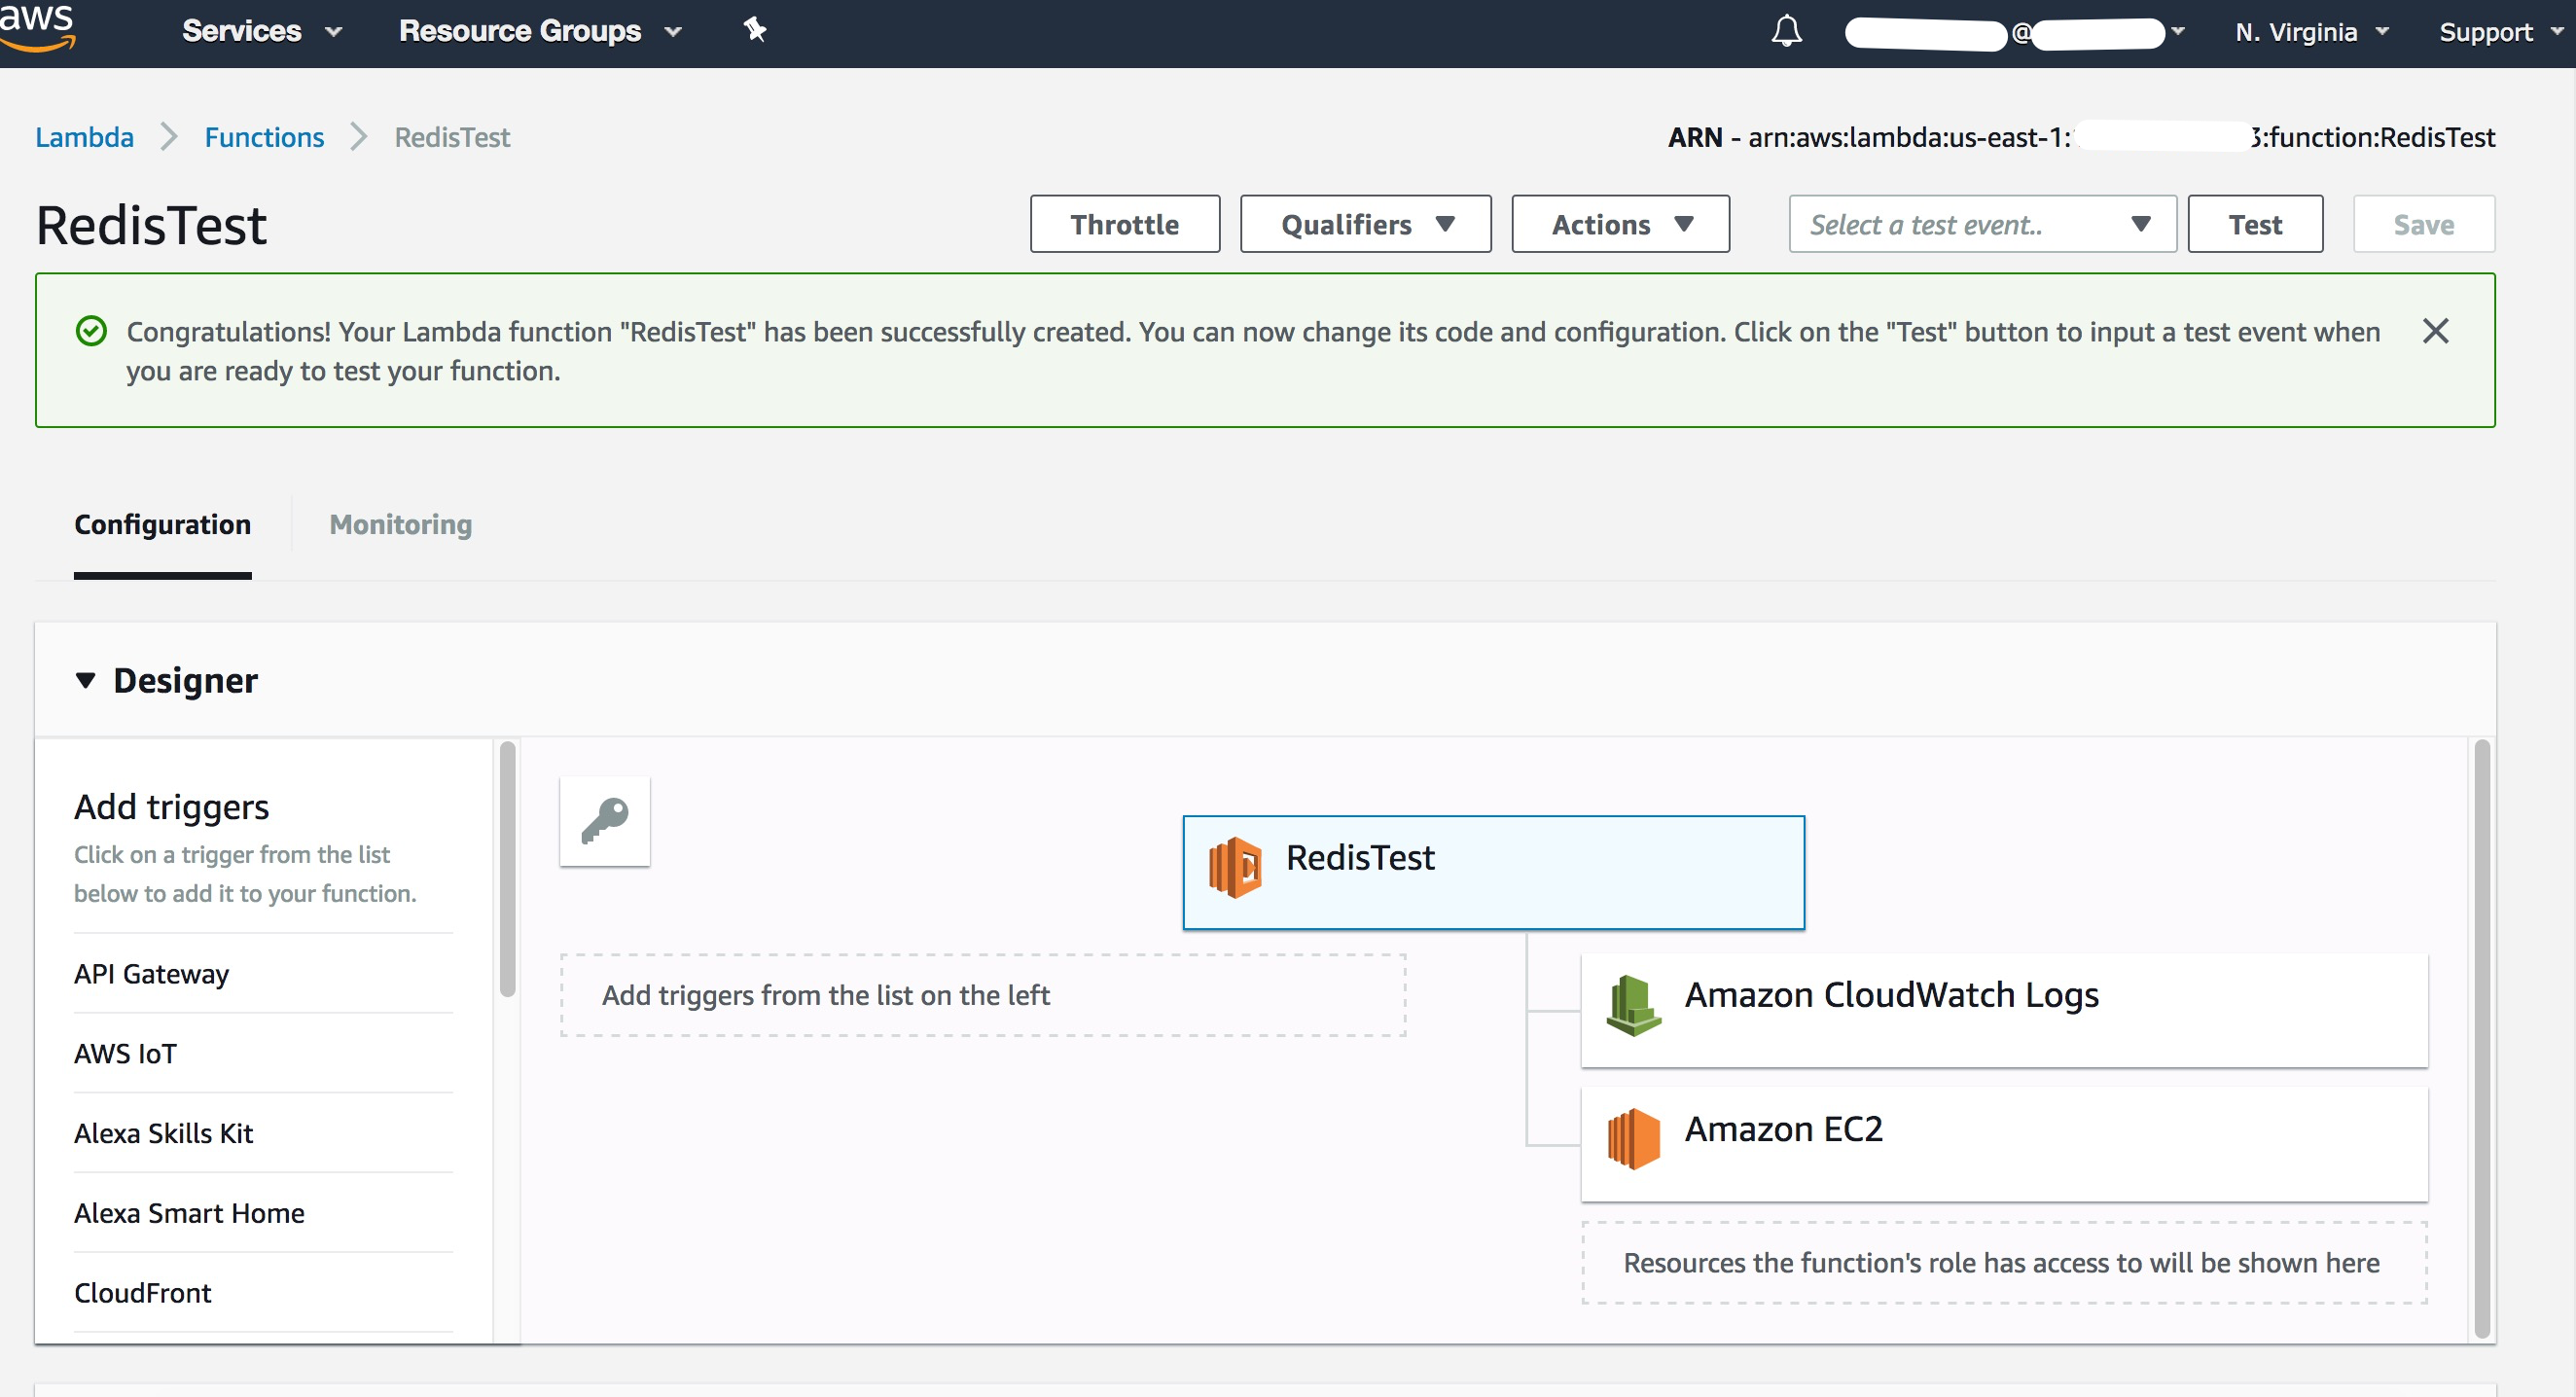 aws Services Resource Groups @ N. Virginia Support
Lambda Functions RedisTest ARN - arn:aws:lambda:us-east-1: 3:function:RedisTest
RedisTest Throttle Qualifiers Actions Select a test event.. Test Save
Congratulations! Your Lambda function "RedisTest" has been successfully created. You can now change its code and configuration. Click on the "Test" button to input a test event when
you are ready to test your function.
Configuration Monitoring
Designer
Add triggers
Click on a trigger from the list
below to add it to your function.
API Gateway
AWS IoT
Alexa Skills Kit
Alexa Smart Home
CloudFront
RedisTest
Add triggers from the list on the left
Amazon CloudWatch Logs
Amazon EC2
Resources the function's role has access to will be shown here